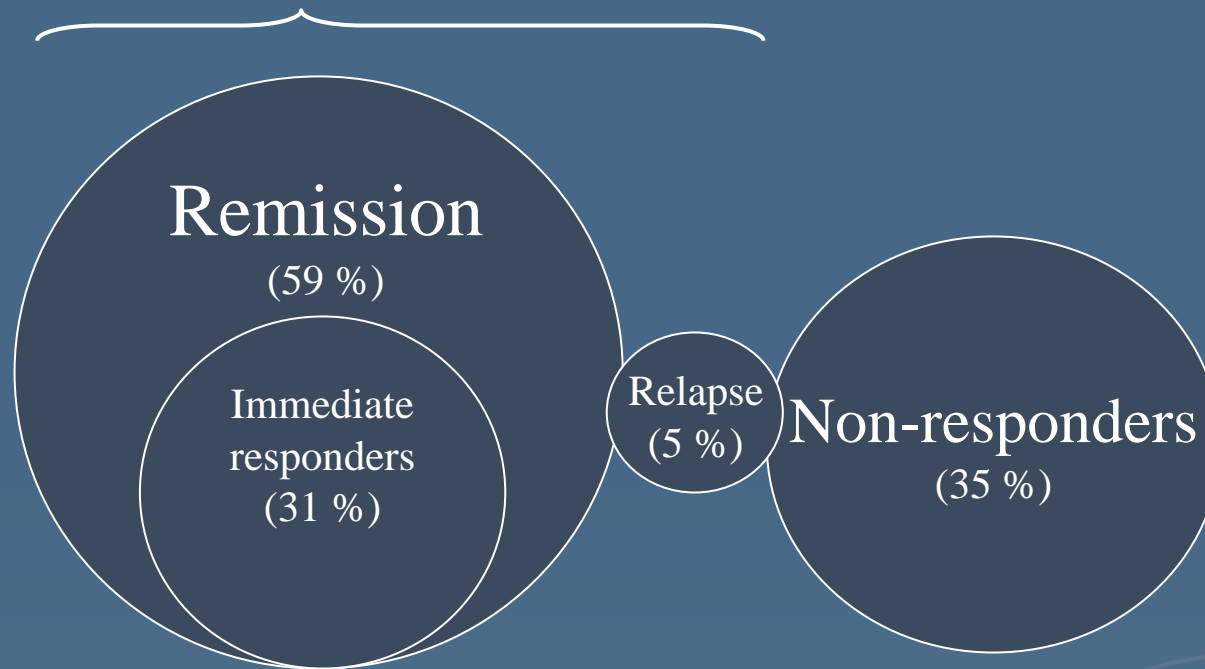 Remission
(59 %)
Immediate
responders
(31 %)
Relapse
(5 %)
Non-responders
(35 %)